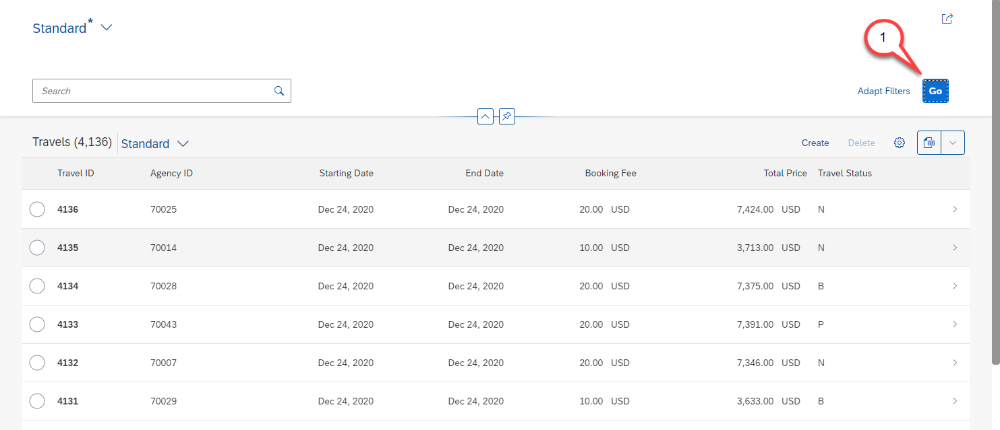 Standard*
1
Search
Adapt Filters Go
Travels (4,136) Standard Create Delete
Travel ID Agency ID Starting Date End Date Booking Fee Total Price Travel Status
4136 70025 Dec 24, 2020 Dec 24, 2020 20.00 USD 7,424.00 USD N
4135 70014 Dec 24, 2020 Dec 24, 2020 10.00 USD 3,713.00 USD N
4134 70028 Dec 24, 2020 Dec 24, 2020 20.00 USD 7,375.00 USD B
4133 70043 Dec 24, 2020 Dec 24, 2020 20.00 USD 7,391.00 USD P
4132 70007 Dec 24, 2020 Dec 24, 2020 20.00 USD 7,346.00 USD N
4131 70029 Dec 24, 2020 Dec 24, 2020 10.00 USD 3,633.00 USD B